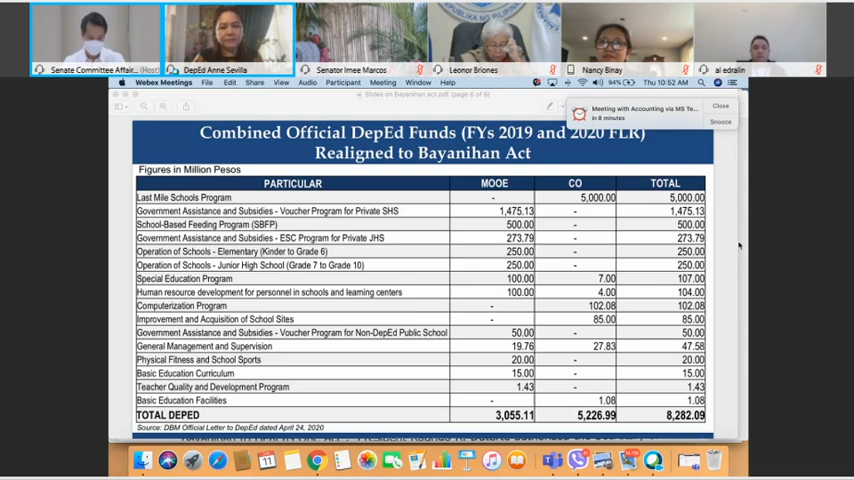 REPUBLIKA NG PILIPINAS
Senate Committee Affair... (Host)
DepEd Anne Sevilla
Senator Imee Marcos
Leonor Briones
Nancy Binay
al edralin
Webex Meetings File Edit Share View Audio Participant Meeting Window Help 94% Thu 10:52 AM
Slides on Bayanihan act.pdf (page 6 of 6)
Meeting with Accounting via MS Te...
in 8 minutes
Close
Snooze
Combined Official DepEd Funds (FYs 2019 and 2020 FLR)
Realigned to Bayanihan Act
Figures in Million Pesos
PARTICULAR MOOE CO TOTAL
Last Mile Schools Program - 5,000.00 5,000.00
Government Assistance and Subsidies - Voucher Program for Private SHS 1,475.13 - 1,475.13
School-Based Feeding Program (SBFP) 500.00 - 500.00
Government Assistance and Subsidies - ESC Program for Private JHS 273.79 - 273.79
Operation of Schools - Elementary (Kinder to Grade 6) 250.00 - 250.00
Operation of Schools - Junior High School (Grade 7 to Grade 10) 250.00 - 250.00
Special Education Program 100.00 7.00 107.00
Human resource development for personnel in schools and learning centers 100.00 4.00 104.00
Computerization Program - 102.08 102.08
Improvement and Acquisition of School Sites - 85.00 85.00
Government Assistance and Subsidies - Voucher Program for Non-DepEd Public School 50.00 - 50.00
General Management and Supervision 19.76 27.83 47.58
Physical Fitness and School Sports 20.00 - 20.00
Basic Education Curriculum 15.00 - 15.00
Teacher Quality and Development Program 1.43 - 1.43
Basic Education Facilities - 1.08 1.08
TOTAL DEPED 3,055.11 5,226.99 8,282.09
Source: DBM Official Letter to DepEd dated April 24, 2020
11